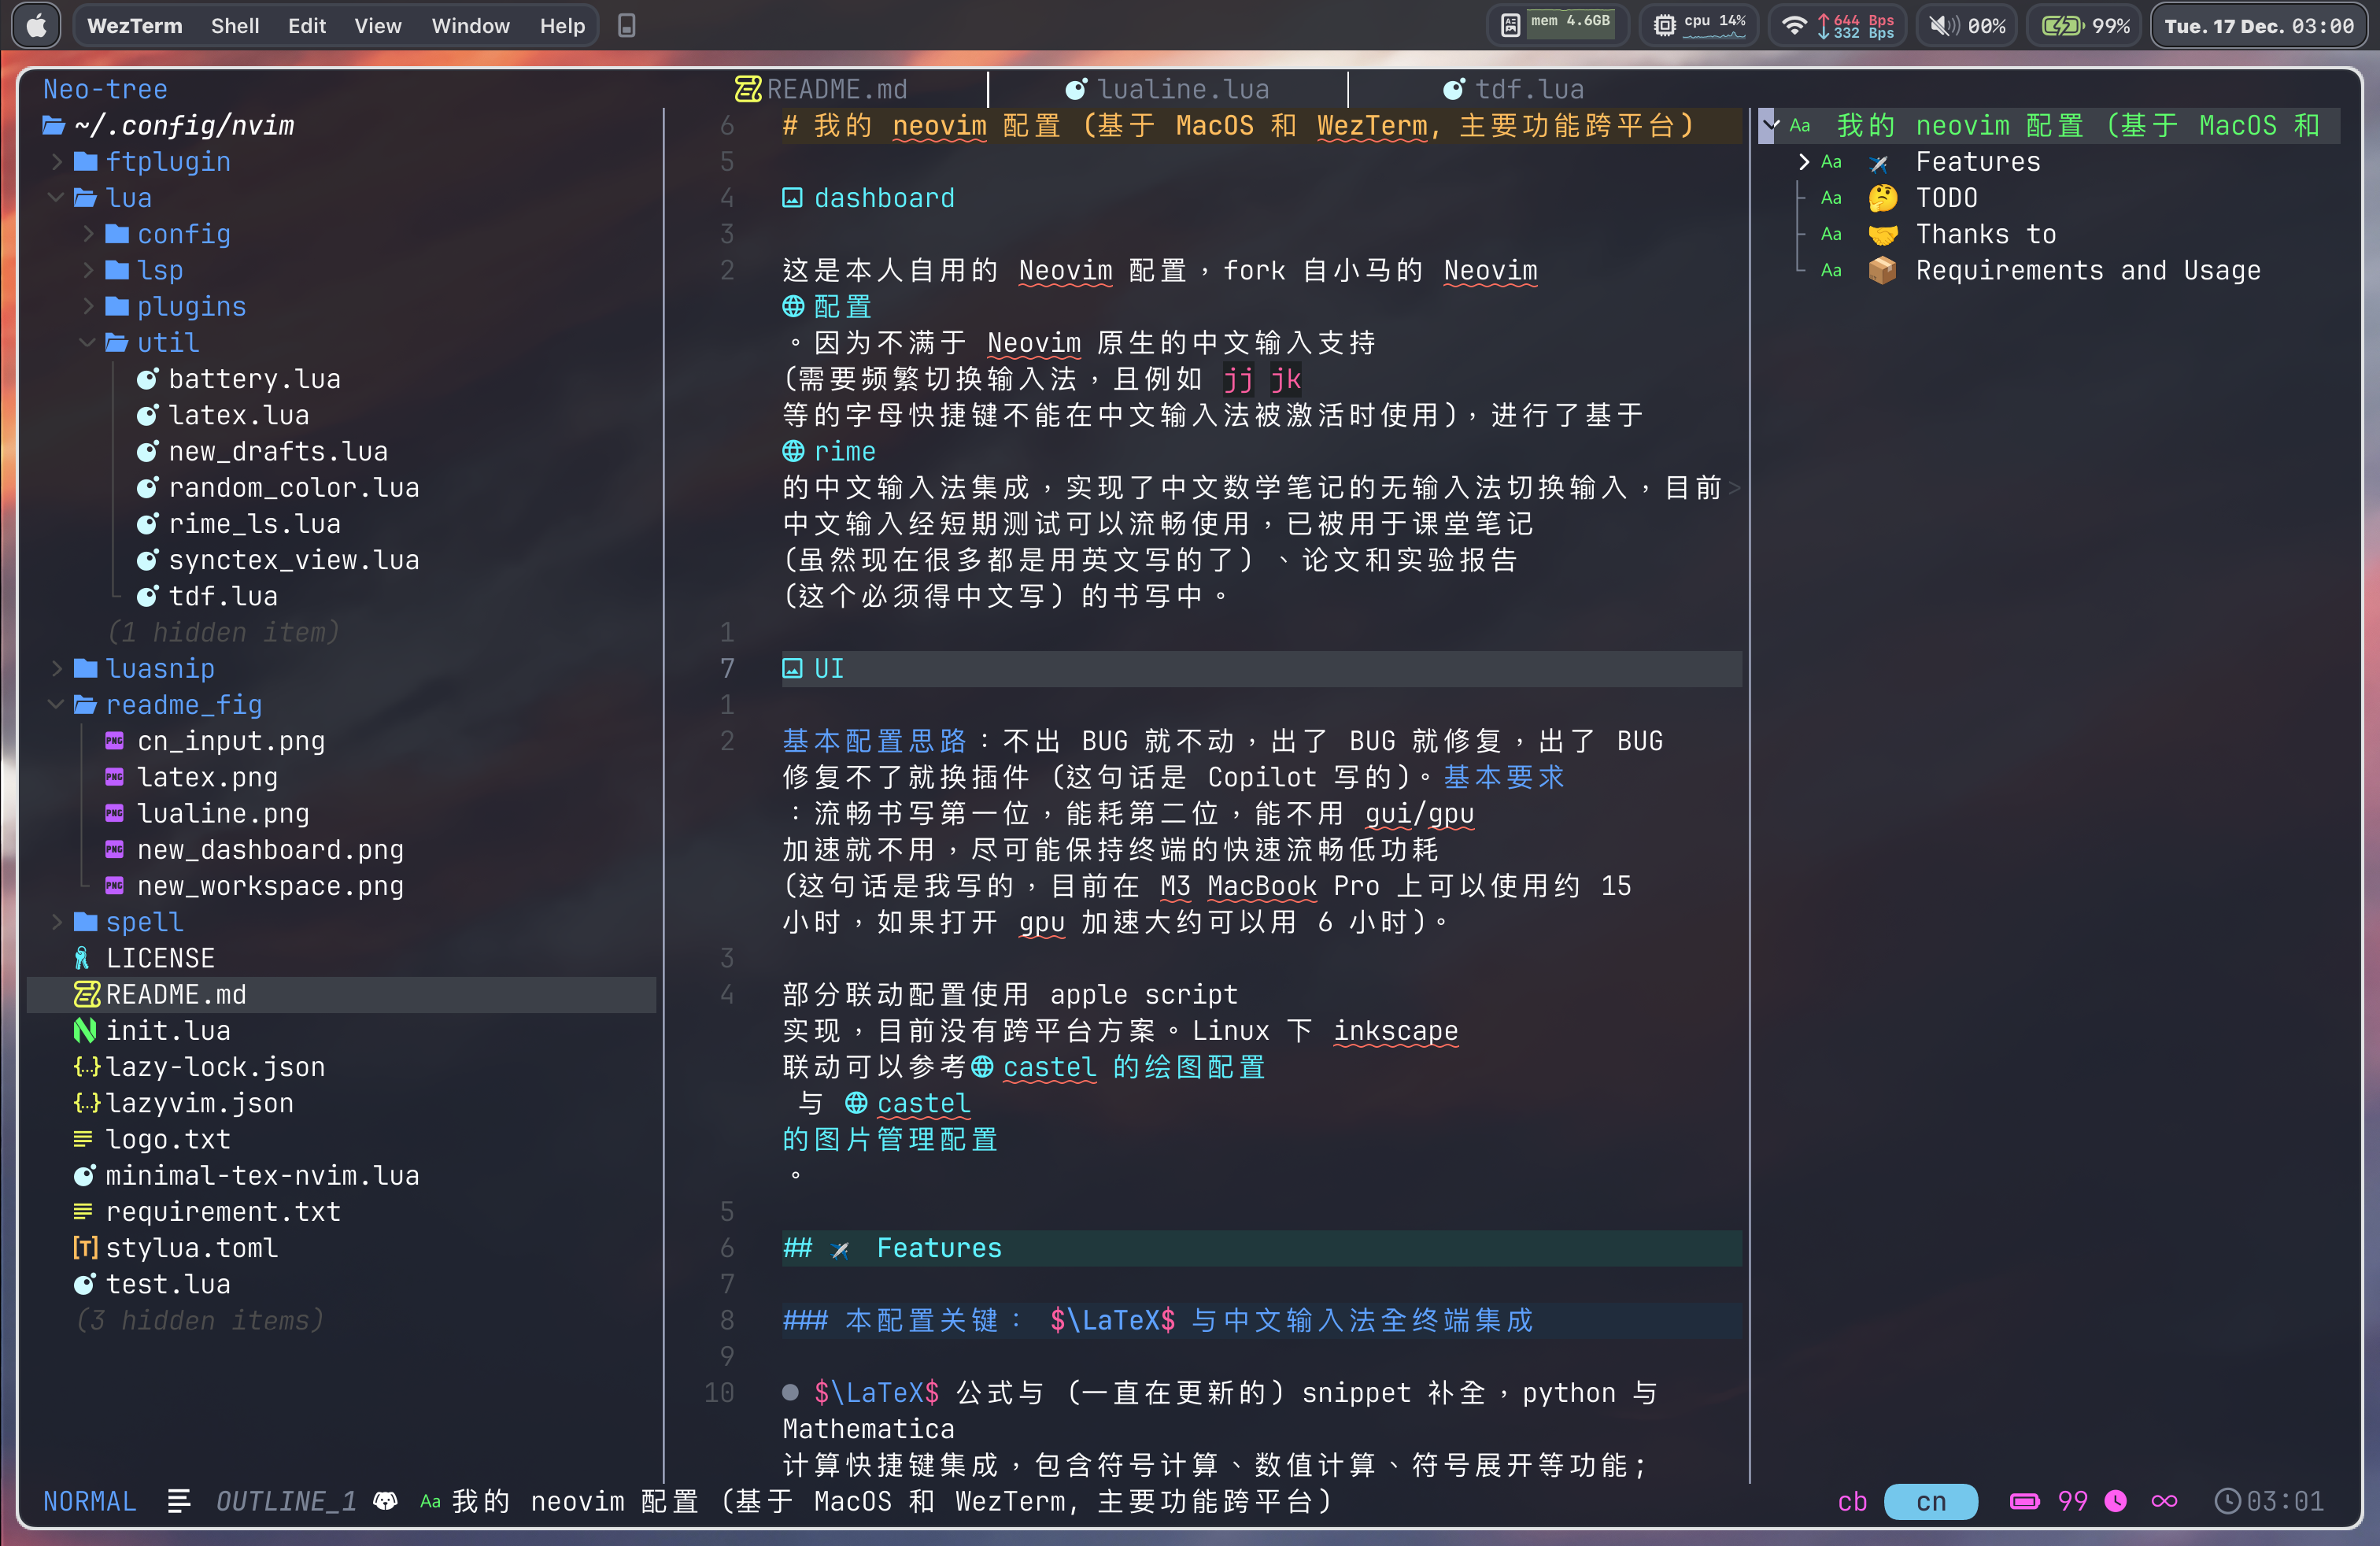 WezTerm Shell Edit View Window Help
mem 4.6GB cpu 14% 644 Bps 332 Bps 00% 99% Tue. 17 Dec. 03:00
Neo-tree
~/.config/nvim
ftplugin
lua
config
lsp
plugins
util
battery.lua
latex.lua
new_drafts.lua
random_color.lua
rime_ls.lua
synctex_view.lua
tdf.lua
(1 hidden item)
luasnip
readme_fig
PNG cn_input.png
PNG latex.png
PNG lualine.png
PNG new_dashboard.png
PNG new_workspace.png
spell
LICENSE
README.md
init.lua
{..} lazy-lock.json
{..} lazyvim.json
logo.txt
minimal-tex-nvim.lua
requirement.txt
[T] stylua.toml
test.lua
(3 hidden items)
README.md lualine.lua tdf.lua
6 # 我的 neovim 配置 (基于 MacOS 和 WezTerm, 主要功能跨平台)
5
4 dashboard
3
2 这是本人自用的 Neovim 配置，fork 自小马的 Neovim
配置
。因为不满于 Neovim 原生的中文输入支持
(需要频繁切换输入法，且例如 jj jk
等的字母快捷键不能在中文输入法被激活时使用)，进行了基于
rime
的中文输入法集成，实现了中文数学笔记的无输入法切换输入，目前>
中文输入经短期测试可以流畅使用，已被用于课堂笔记
(虽然现在很多都是用英文写的了) 、论文和实验报告
(这个必须得中文写) 的书写中。
1
7 UI
1
2 基本配置思路：不出 BUG 就不动，出了 BUG 就修复，出了 BUG
修复不了就换插件 (这句话是 Copilot 写的)。基本要求
：流畅书写第一位，能耗第二位，能不用 gui/gpu
加速就不用，尽可能保持终端的快速流畅低功耗
(这句话是我写的，目前在 M3 MacBook Pro 上可以使用约 15
小时，如果打开 gpu 加速大约可以用 6 小时)。
3
4 部分联动配置使用 apple script
实现，目前没有跨平台方案。Linux 下 inkscape
联动可以参考 castel 的绘图配置
与 castel
的图片管理配置
。
5
6 ## Features
7
8 ### 本配置关键： $\LaTeX$ 与中文输入法全终端集成
9
10 $\LaTeX$ 公式与 (一直在更新的) snippet 补全，python 与
Mathematica
计算快捷键集成，包含符号计算、数值计算、符号展开等功能；
Aa 我的 neovim 配置 (基于 MacOS 和
Aa Features
Aa TODO
Aa Thanks to
Aa Requirements and Usage
NORMAL OUTLINE_1 Aa 我的 neovim 配置 (基于 MacOS 和 WezTerm, 主要功能跨平台)
cb cn 99 03:01